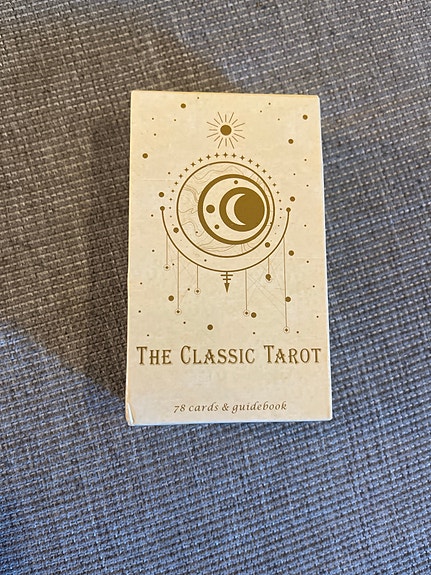 The Classic Tarot
78 cards & guidebook